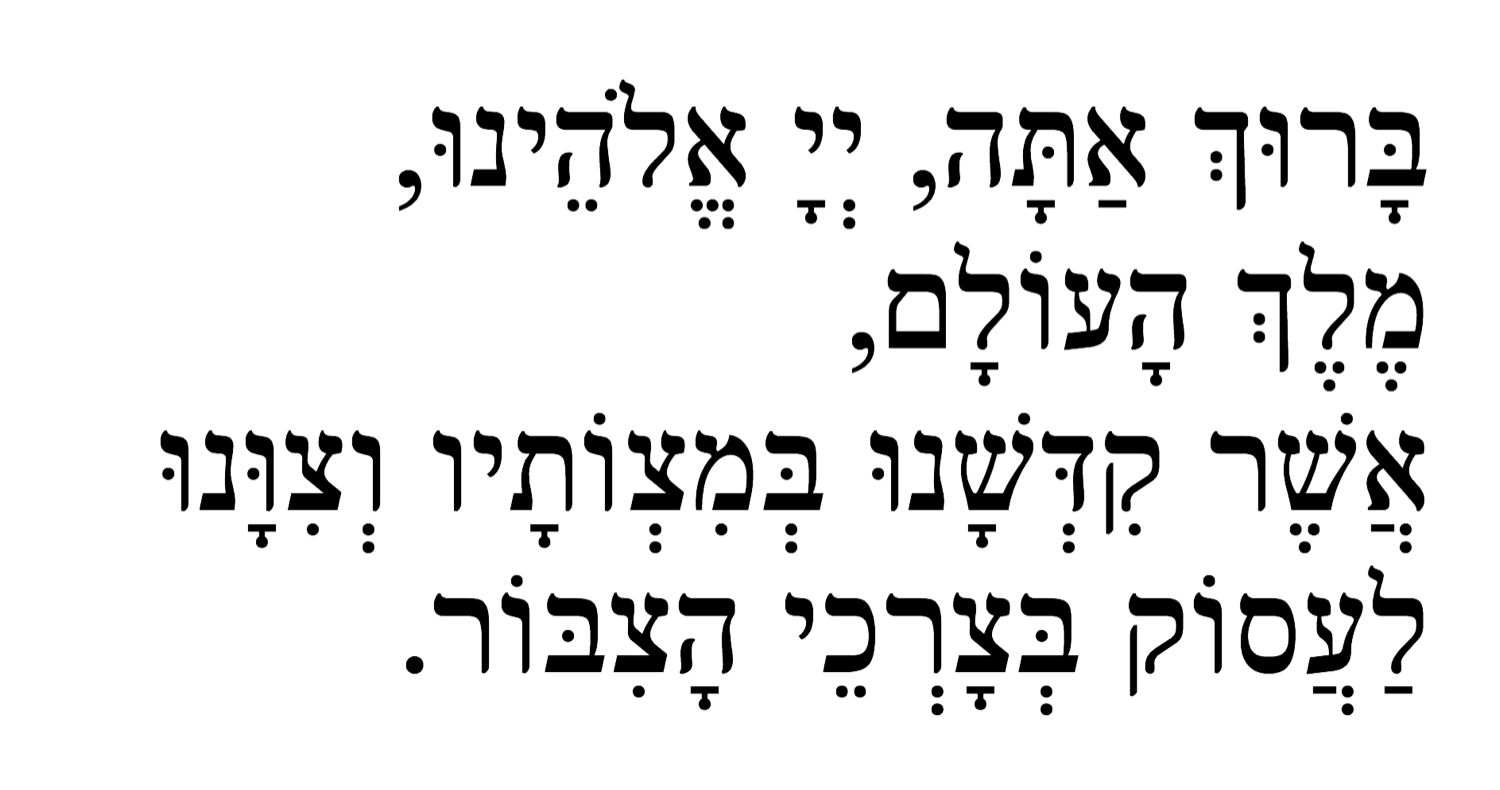 בָּרוּךְ אַתָּה, יְיָ אֱלֹהֵינוּ,
מֶלֶךְ הָעוֹלָם,
אֲשֶׁר קִדְּשָׁנוּ בְּמִצְוֹתָיו וְצִוָּנוּ
לַעֲסוֹק בְּצָרְכֵי הָצִבּוֹר.